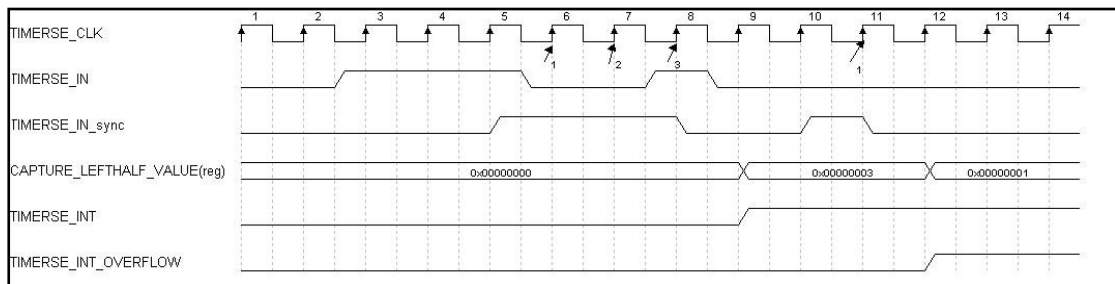 1 2 3 4 5 6 7 8 9 10 11 12 13 14
TIMERSE_CLK
1 2 3 1
TIMERSE_IN
TIMERSE_IN_sync
CAPTURE_LEFTHALF_VALUE(reg) 0x00000000 0x00000003 0x00000001
TIMERSE_INT
TIMERSE_INT_OVERFLOW